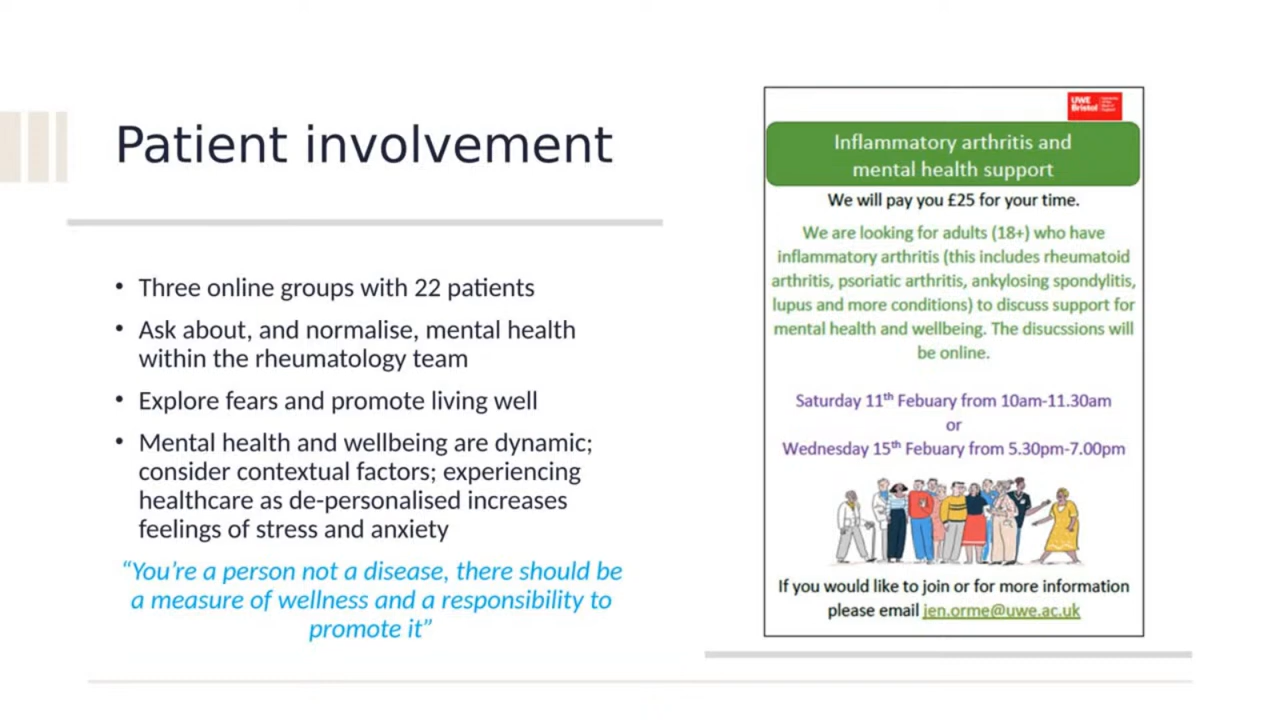 Patient involvement
• Three online groups with 22 patients
• Ask about, and normalise, mental health
within the rheumatology team
• Explore fears and promote living well
• Mental health and wellbeing are dynamic;
consider contextual factors; experiencing
healthcare as de-personalised increases
feelings of stress and anxiety
“You’re a person not a disease, there should be
a measure of wellness and a responsibility to
promote it”
UWE
Bristol
Inflammatory arthritis and
mental health support
We will pay you £25 for your time.
We are looking for adults (18+) who have
inflammatory arthritis (this includes rheumatoid
arthritis, psoriatic arthritis, ankylosing spondylitis,
lupus and more conditions) to discuss support for
mental health and wellbeing. The disucssions will
be online.
Saturday 11th Febuary from 10am-11.30am
or
Wednesday 15th Febuary from 5.30pm-7.00pm
If you would like to join or for more information
please email jen.orme@uwe.ac.uk